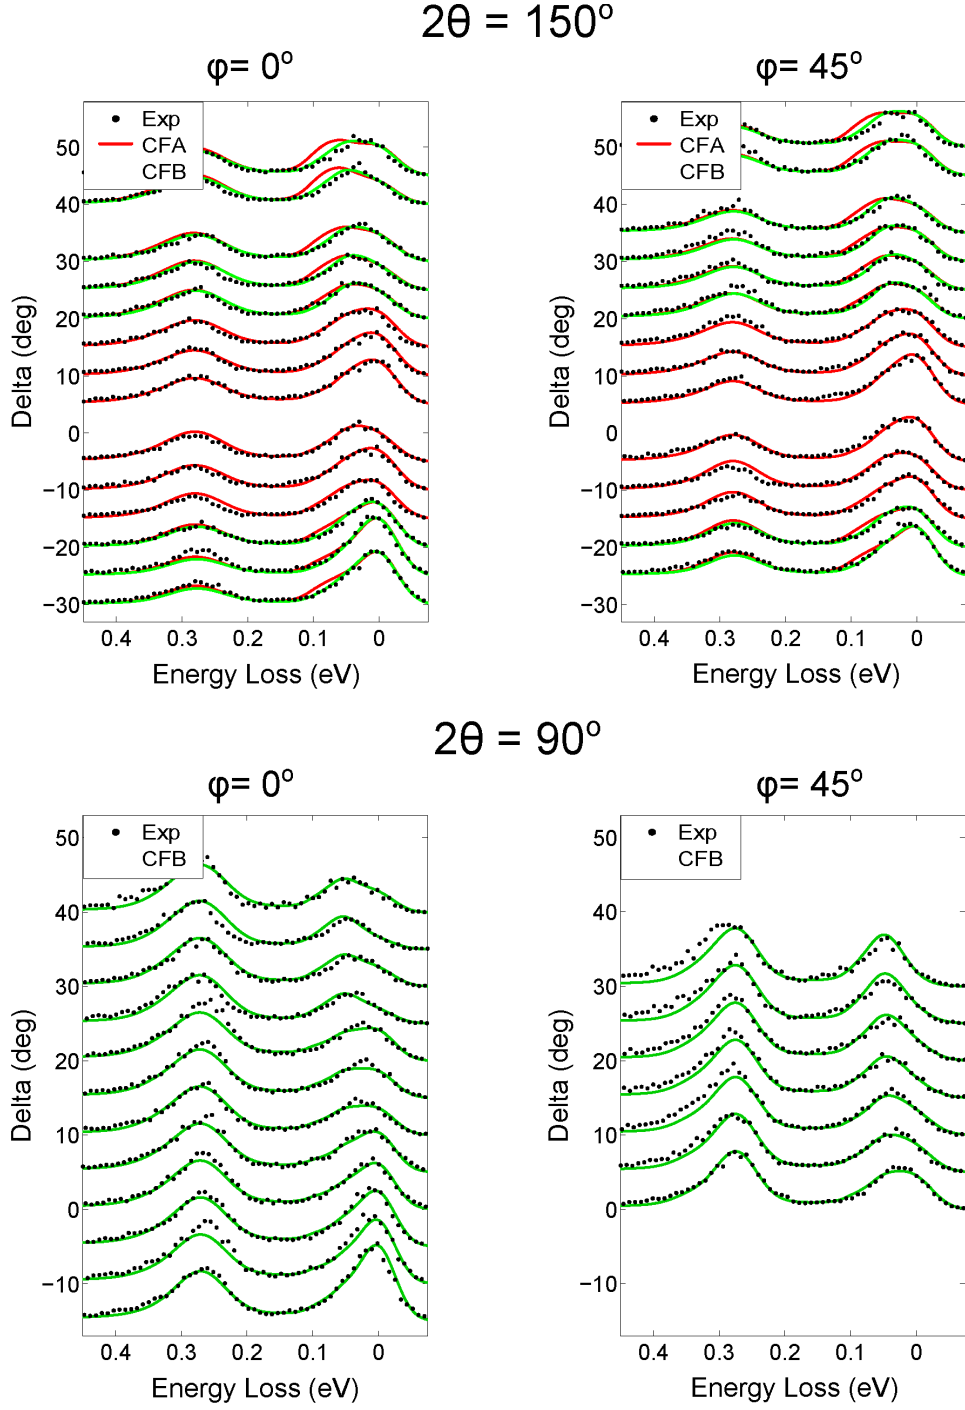 2θ = 150°
φ= 0°
φ= 45°
Exp
CFA
CFB
50
40
30
20
10
0
−10
−20
−30
Delta (deg)
0.4 0.3 0.2 0.1 0
Energy Loss (eV)
Exp
CFA
CFB
50
40
30
20
10
0
−10
−20
−30
Delta (deg)
0.4 0.3 0.2 0.1 0
Energy Loss (eV)
2θ = 90°
φ= 0°
φ= 45°
Exp
CFB
50
40
30
20
10
0
−10
Delta (deg)
0.4 0.3 0.2 0.1 0
Energy Loss (eV)
Exp
CFB
50
40
30
20
10
0
−10
Delta (deg)
0.4 0.3 0.2 0.1 0
Energy Loss (eV)